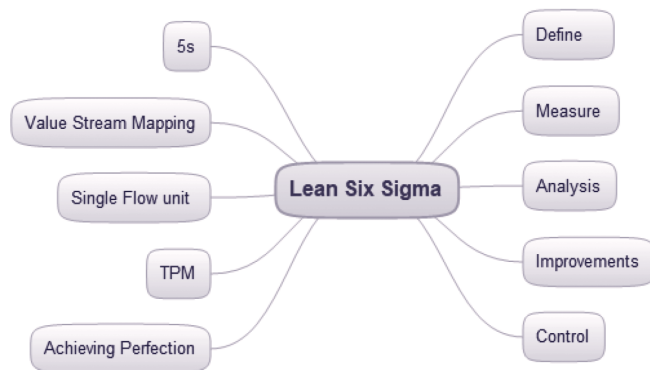 5s
Value Stream Mapping
Single Flow unit
TPM
Achieving Perfection
Lean Six Sigma
Define
Measure
Analysis
Improvements
Control